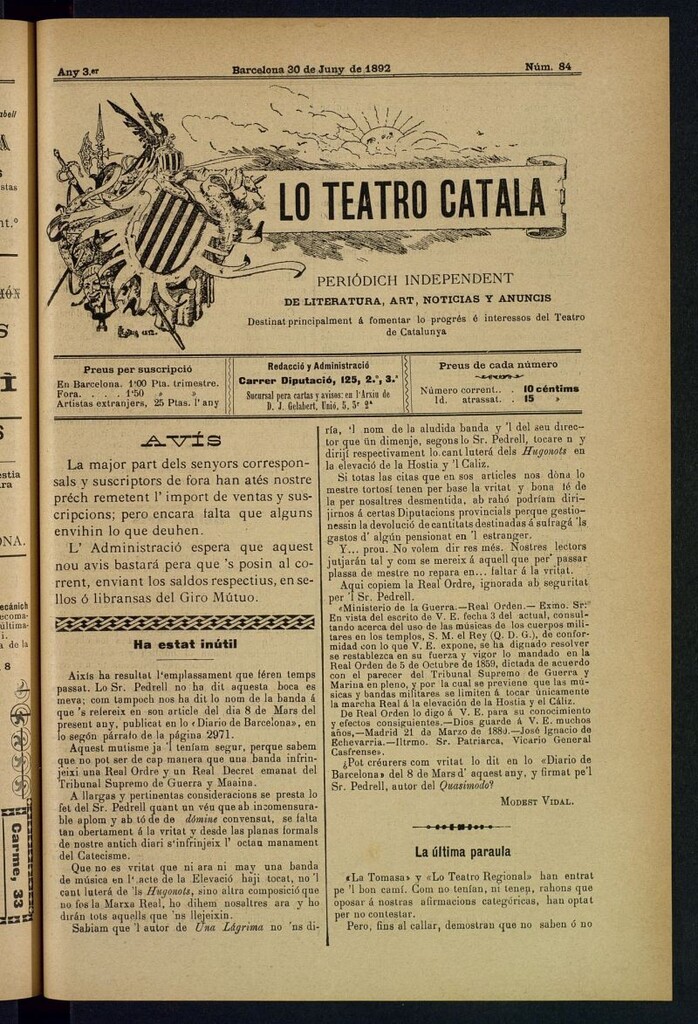 Any 3.er
Barcelona 30 de Juny de 1892
Núm. 84
LO TEATRO CATALA
PERIÓDICH INDEPENDENT
DE LITERATURA, ART, NOTICIAS Y ANUNCIS
Destinat principalment á fomentar lo progrés é interessos del Teatro
de Catalunya
Preus per suscripció
En Barcelona. 1'00 Pta. trimestre.
Fora. . . . 1'50 » »
Artistas extranjers, 25 Ptas. l' any
Redacció y Administració
Carrer Diputació, 125, 2.º, 3.ª
Sucursal pera cartas y avisos: en l'Arxiu de
D. J. Gelabert, Unió, 5, 3er 2ª
Preus de cada número
Número corrent. . 10 céntims
Id. atrassat. . 15 »
AVÍS
La major part dels senyors correspon-
sals y suscriptors de fora han atés nostre
préch remetent l' import de ventas y sus-
cripcions; pero encara falta que alguns
envihin lo que deuhen.
L' Administració espera que aquest
nou avis bastará pera que 's posin al co-
rrent, enviant los saldos respectius, en se-
llos ó libransas del Giro Mútuo.
Ha estat inútil
Aixís ha resultat l'emplassament que férem temps
passat. Lo Sr. Pedrell no ha dit aquesta boca es
meva; com tampoch nos ha dit lo nom de la banda á
que 's refereix en son article del dia 8 de Mars del
present any, publicat en lo «Diario de Barcelona», en
lo segón párrafo de la página 2971.
Aquest mutisme ja 'l teníam segur, perque sabem
que no pot ser de cap manera que una banda infrin-
jeixi una Real Ordre y un Real Decret emanat del
Tribunal Supremo de Guerra y Maaina.
A llargas y pertinentas consideracions se presta lo
fet del Sr. Pedrell quant un véu que ab incomensura-
ble aplom y ab tó de de dómine convensut, se falta
tan obertament á la vritat y desde las planas formals
de nostre antich diari s'infrinjeix l' octau manament
del Catecisme.
Que no es vritat que ni ara ni may una banda
de música en l'acte de la Elevació haji tocat, no 'l
cant luterá de 'ls Hugonots, sino altra composició que
no fos la Marxa Real, ho dihem nosaltres ara y ho
dirán tots aquells que 'ns llejeixin.
Sabiam que 'l autor de Una Lágrima no 'ns di-
ría, 'l nom de la aludida banda y 'l del seu direc-
tor que ún dimenje, segons lo Sr. Pedrell, tocare n y
dirijí respectivament lo cant luterá dels Hugonots en
la elevació de la Hostia y 'l Caliz.
Si totas las citas que en sos articles nos dóna lo
mestre tortosí tenen per base la vritat y bona fé de
la per nosaltres desmentida, ab rahó podríam diri-
jirnos á certas Diputacions provincials perque gestio-
nessin la devolució de cantitats destinadas á sufragá 'ls
gastos d' algún pensionat en 'l estranger.
Y... prou. No volem dir res més. Nostres lectors
jutjarán tal y com se mereix á aquell que per' passar
plassa de mestre no repara en... faltar á la vritat.
Aqui copiem la Real Ordre, ignorada ab seguritat
per 'l Sr. Pedrell.
«Ministerio de la Guerra.—Real Orden.— Exmo. Sr:
En vista del escrito de V. E. fecha 3 del actual, consul-
tando acerca del uso de las músicas de los cuerpos mili-
tares en los templos, S. M. el Rey (Q. D. G.), de confor-
midad con lo que V. E. expone, se ha dignado resolver
se restablezca en su fuerza y vigor lo mandado en la
Real Orden de 5 de Octubre de 1859, dictada de acuerdo
con el parecer del Tribunal Supremo de Guerra y
Marina en pleno, y por la cual se previene que las mú-
sicas y bandas militares se limiten á tocar únicamente
la marcha Real á la elevación de la Hostia y el Cáliz.
De Real Orden lo digo á V. E. para su conocimiento
y efectos consiguientes.—Dios guarde á V. E. muchos
años,—Madrid 21 de Marzo de José Ignacio de
Echevarria.—Iltrmo. Sr. Patriarca, Vicario General
Casfrense».
¿Pot créurers com vritat lo dit en lo «Diario de
Barcelona» del 8 de Mars d' aquest any, y firmat pe'l
Sr. Pedrell, autor del Quasimodo?
MODEST VIDAL.
La última paraula
«La Tomasa» y «Lo Teatro Regional» han entrat
pe 'l bon camí. Com no tenían, ni tenen, rahons que
oposar á nostras afirmacions categóricas, han optat
per no contestar.
Pero, fins al callar, demostran que no saben ó no
Carme, 33